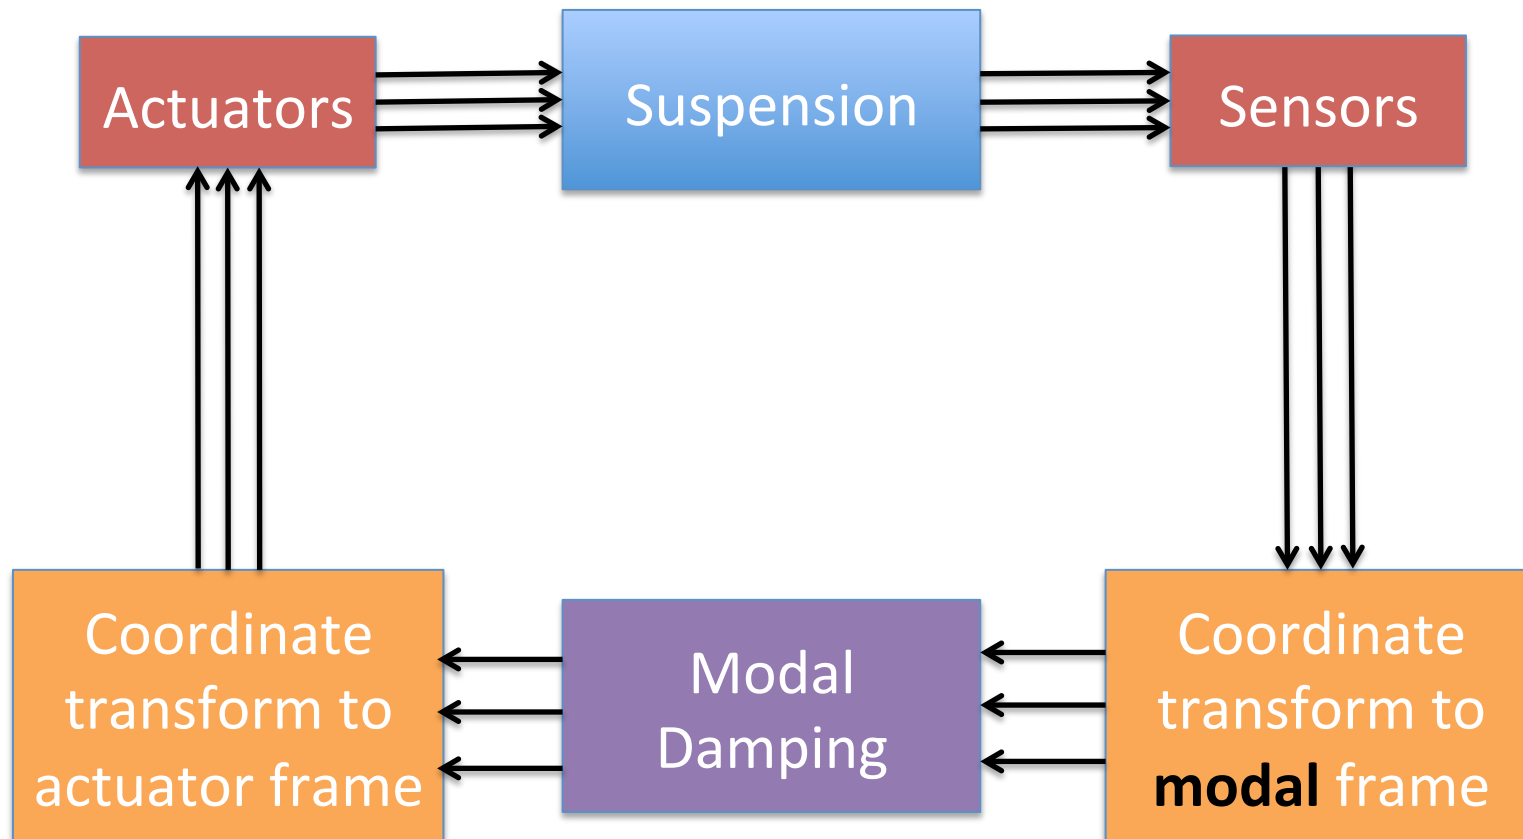 Actuators
Suspension
Sensors
Coordinate
transform to
actuator frame
Modal
Damping
Coordinate
transform to
modal frame